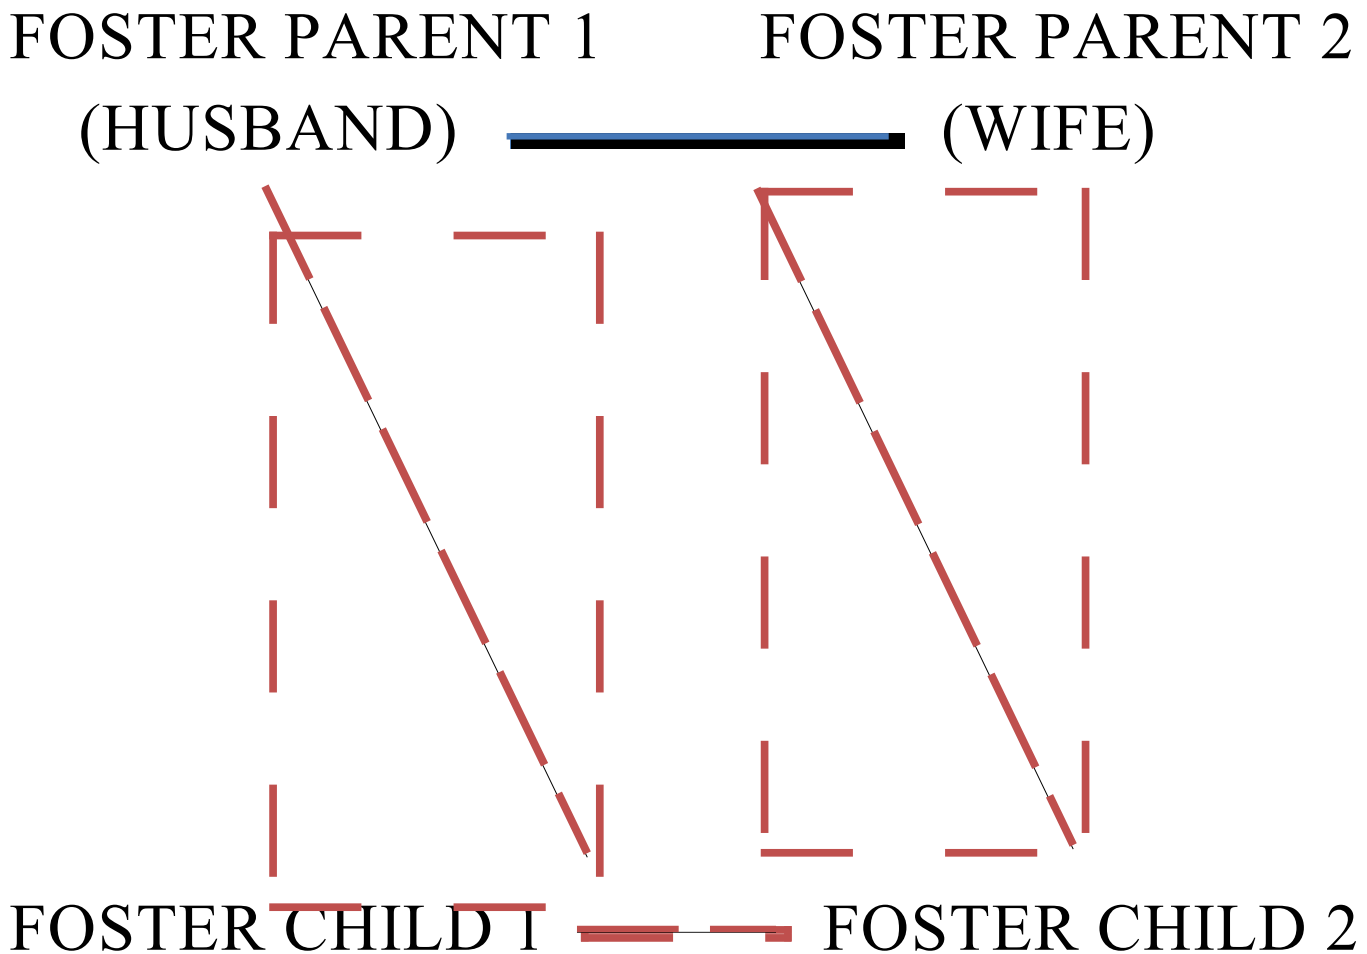 FOSTER PARENT 1
FOSTER PARENT 2
(HUSBAND)
(WIFE)
FOSTER CHILD 1
FOSTER CHILD 2